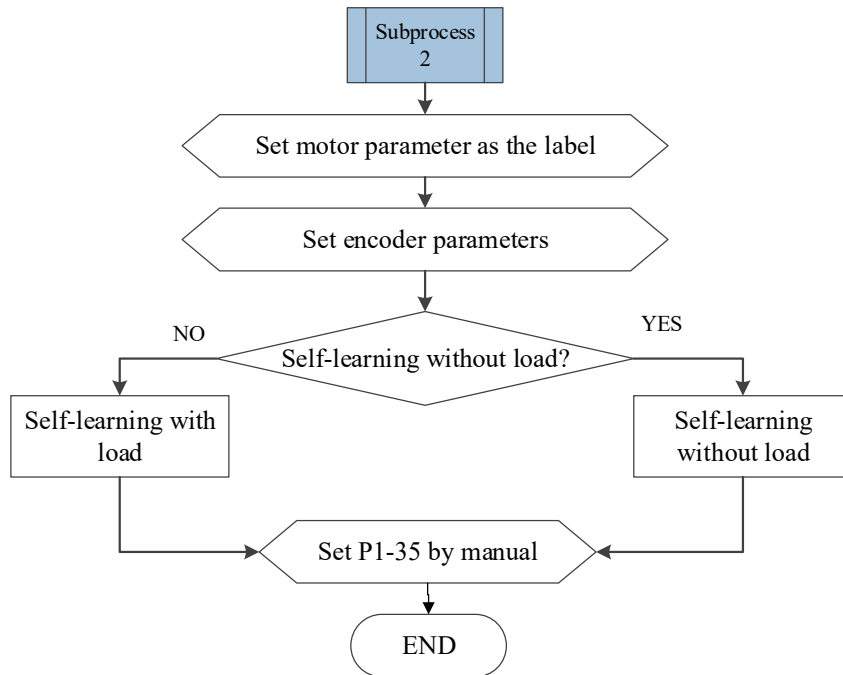 Subprocess
2
Set motor parameter as the label
Set encoder parameters
NO
YES
Self-learning without load?
Self-learning with
load
Self-learning
without load
Set P1-35 by manual
END